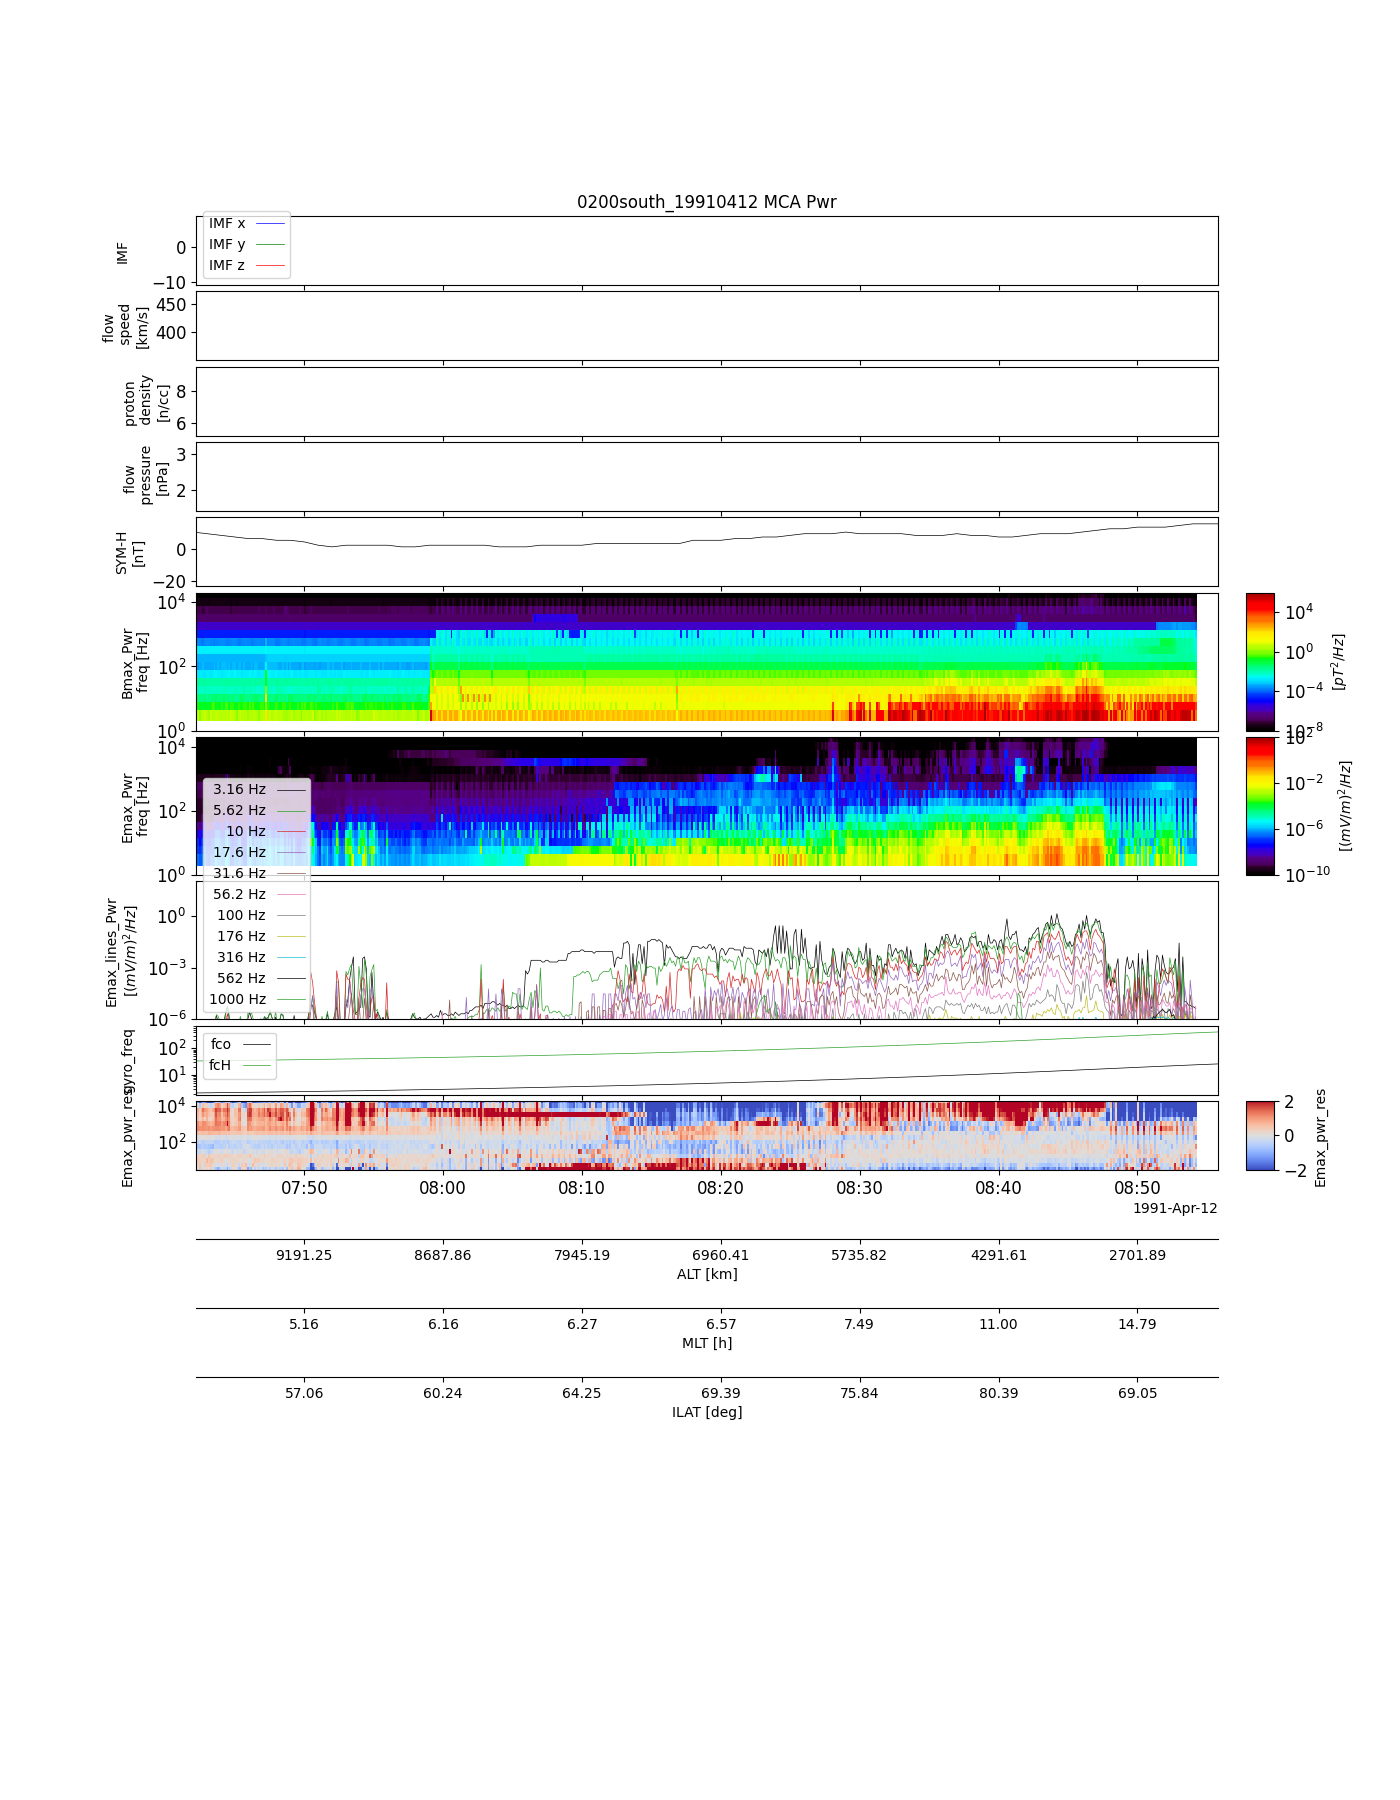 0200south_19910412 MCA Pwr
IMF x
IMF y
IMF z
IMF
0
−10
flow
speed
[km/s]
450
400
proton
density
[n/cc]
8
6
flow
pressure
[nPa]
3
2
SYM-H
[nT]
0
−20
Bmax_Pwr
freq [Hz]
10^4
10^2
10^0
10^4
10^0
10^−4
10^−8
[pT^2/Hz]
Emax_Pwr
freq [Hz]
10^4
10^2
10^0
10^2
10^−2
10^−6
10^−10
[(mV/m)^2/Hz]
3.16 Hz
5.62 Hz
10 Hz
17.6 Hz
31.6 Hz
56.2 Hz
100 Hz
176 Hz
316 Hz
562 Hz
1000 Hz
Emax_lines_Pwr
[(mV/m)^2/Hz]
10^0
10^−3
10^−6
gyro_freq
10^2
10^1
fco
fcH
Emax_pwr_res
10^4
10^2
2
0
−2
Emax_pwr_res
07:50 08:00 08:10 08:20 08:30 08:40 08:50
1991-Apr-12
9191.25 8687.86 7945.19 6960.41 5735.82 4291.61 2701.89
ALT [km]
5.16 6.16 6.27 6.57 7.49 11.00 14.79
MLT [h]
57.06 60.24 64.25 69.39 75.84 80.39 69.05
ILAT [deg]